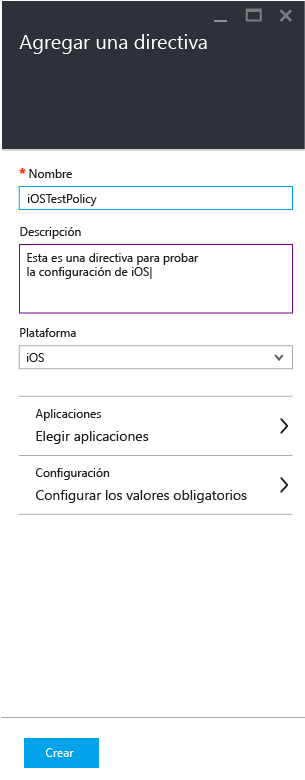 Agregar una directiva
* Nombre
iOSTestPolicy
Descripción
Esta es una directiva para probar
la configuración de iOS
Plataforma
iOS
Aplicaciones
Elegir aplicaciones
Configuración
Configurar los valores obligatorios
Crear